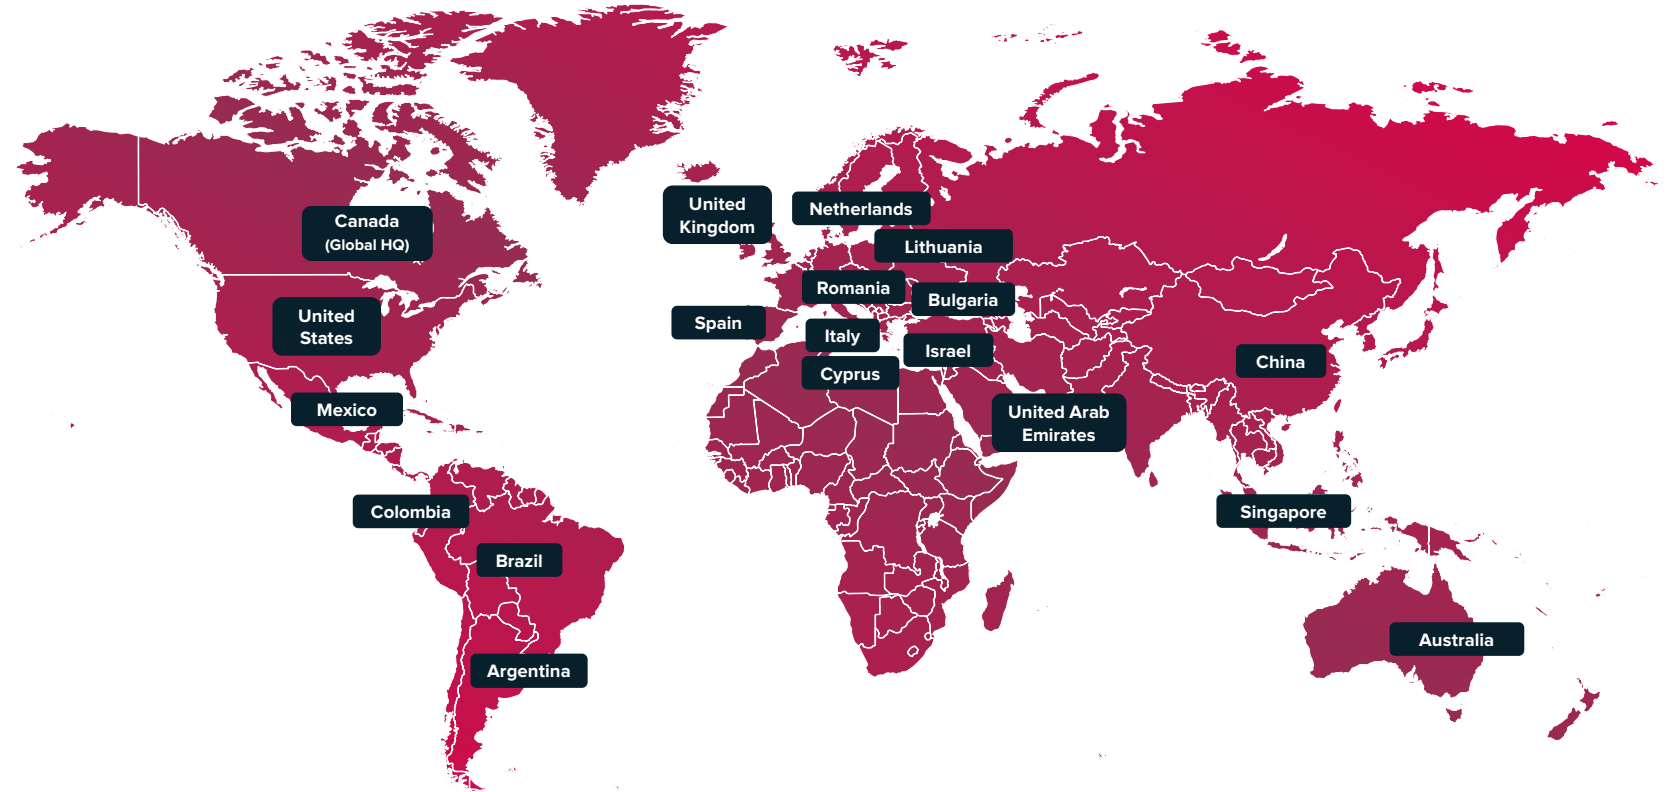 Canada
(Global HQ)
United
States
Mexico
Colombia
Brazil
Argentina
United
Kingdom
Netherlands
Lithuania
Romania
Bulgaria
Spain
Italy
Israel
Cyprus
United Arab
Emirates
China
Singapore
Australia